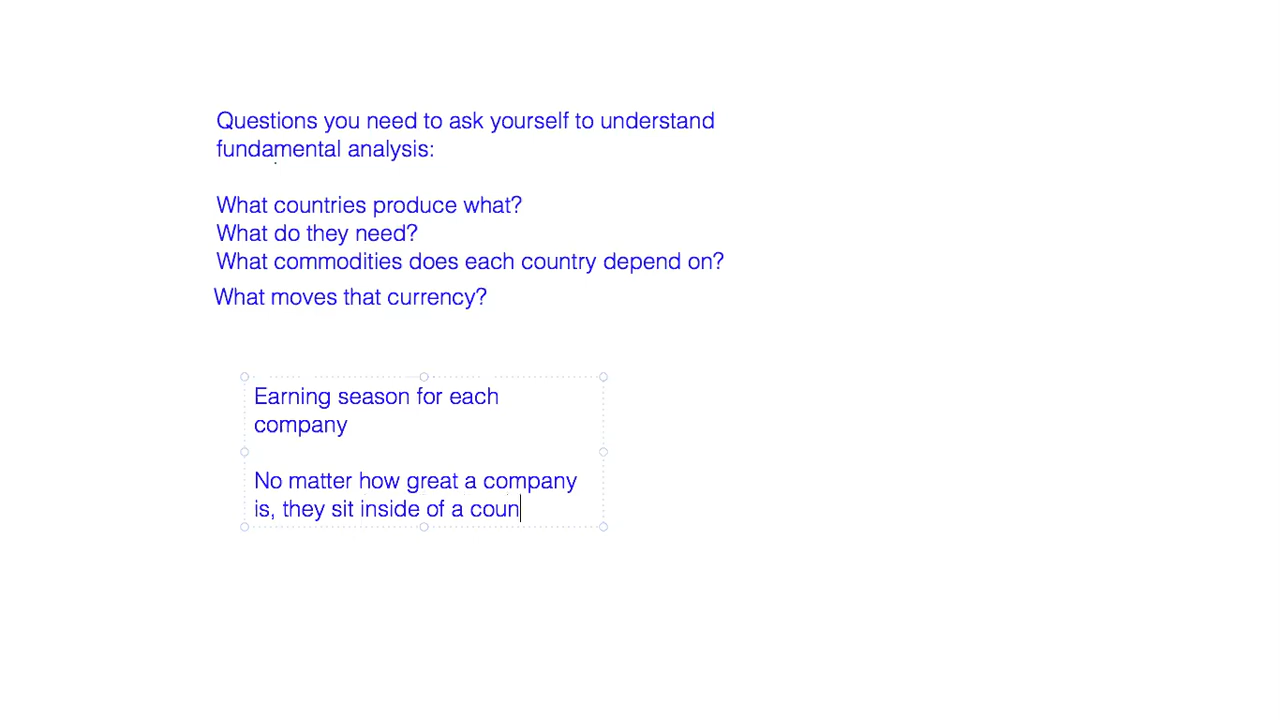 Questions you need to ask yourself to understand
fundamental analysis:
What countries produce what?
What do they need?
What commodities does each country depend on?
What moves that currency?
Earning season for each
company
No matter how great a company
is, they sit inside of a coun